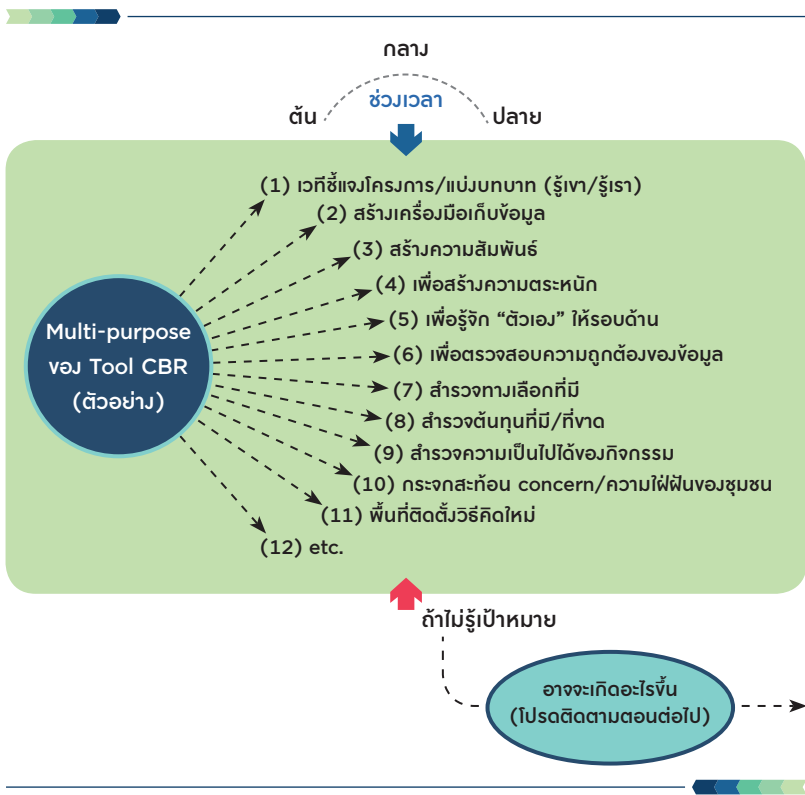 กลาง
ช่วงเวลา
ต้น
ปลาย
(1) เวทีชี้แจงโครงการ/แบ่งบทบาท (รู้เขา/รู้เรา)
(2) สร้างเครื่องมือเก็บข้อมูล
(3) สร้างความสัมพันธ์
(4) เพื่อสร้างความตระหนัก
(5) เพื่อรู้จัก “ตัวเอง” ให้รอบด้าน
(6) เพื่อตรวจสอบความถูกต้องของข้อมูล
(7) สำรวจทางเลือกที่มี
(8) สำรวจต้นทุนที่มี/ที่ขาด
(9) สำรวจความเป็นไปได้ของกิจกรรม
(10) กระจกสะท้อน concern/ความใฝ่ฝันของชุมชน
(11) พื้นที่ติดตั้งวิธีคิดใหม่
(12) etc.
Multi-purpose
ของ Tool CBR
(ตัวอย่าง)
ถ้าไม่รู้เป้าหมาย
อาจจะเกิดอะไรขึ้น
(โปรดติดตามตอนต่อไป)